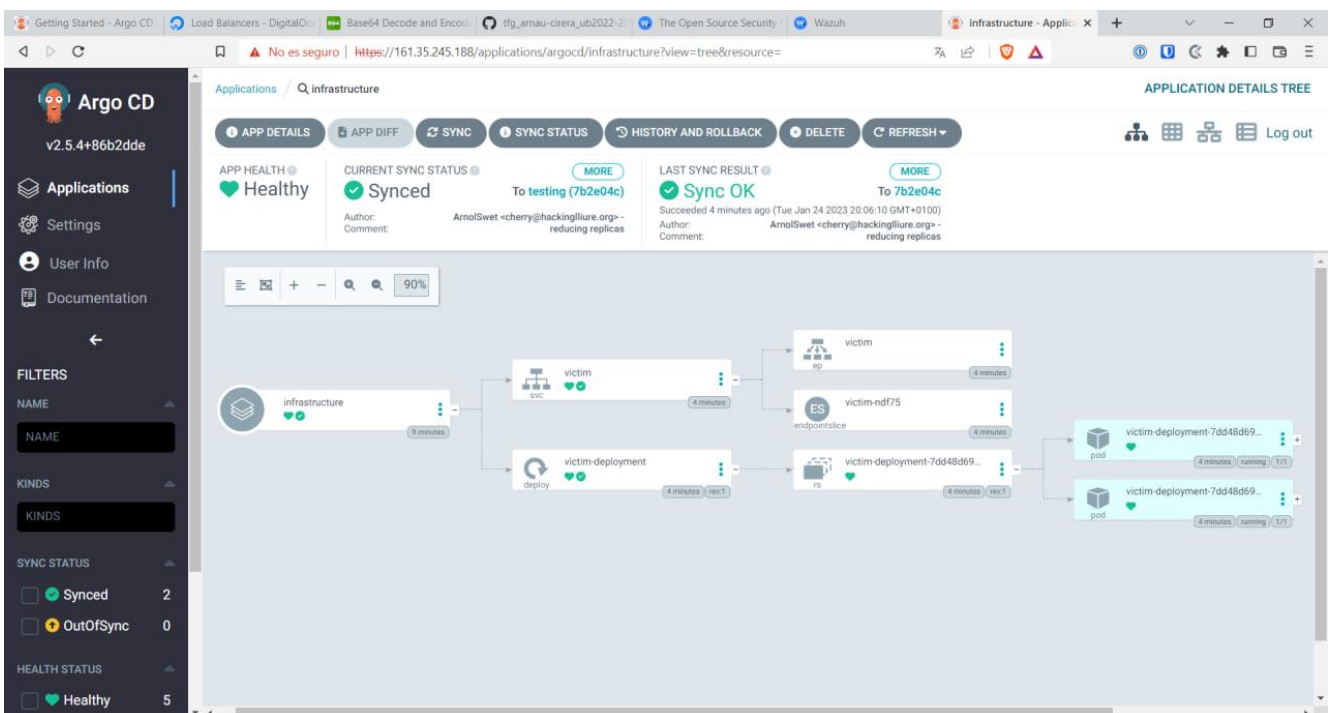 Getting Started - Argo CD
Load Balancers - DigitalOc
Base64 Decode and Encod
tfg_arnau-cirera_ub2022-2
The Open Source Security
Wazuh
infrastructure - Applic
No es seguro | https://161.35.245.188/applications/argocd/infrastructure?view=tree&resource=
Argo CD
v2.5.4+86b2dde
Applications
Settings
User Info
Documentation
FILTERS
NAME
NAME
KINDS
KINDS
SYNC STATUS
Synced 2
OutOfSync 0
HEALTH STATUS
Healthy 5
Applications / infrastructure
APPLICATION DETAILS TREE
APP DETAILS
APP DIFF
SYNC
SYNC STATUS
HISTORY AND ROLLBACK
DELETE
REFRESH
Log out
APP HEALTH
Healthy
CURRENT SYNC STATUS
MORE
Synced
To testing (7b2e04c)
Author: ArnolSwet <cherry@hackinglliure.org> -
Comment: reducing replicas
LAST SYNC RESULT
MORE
Sync OK
To 7b2e04c
Succeeded 4 minutes ago (Tue Jan 24 2023 20:06:10 GMT+0100)
Author: ArnolSwet <cherry@hackinglliure.org> -
Comment: reducing replicas
90%
infrastructure
9 minutes
victim
svc
4 minutes
victim-deployment
deploy
4 minutes rev:1
victim
ep
4 minutes
ES
victim-ndf75
endpointslice
4 minutes
victim-deployment-7dd48d69...
rs
4 minutes rev:1
victim-deployment-7dd48d69...
pod
4 minutes running 1/1
victim-deployment-7dd48d69...
pod
4 minutes running 1/1